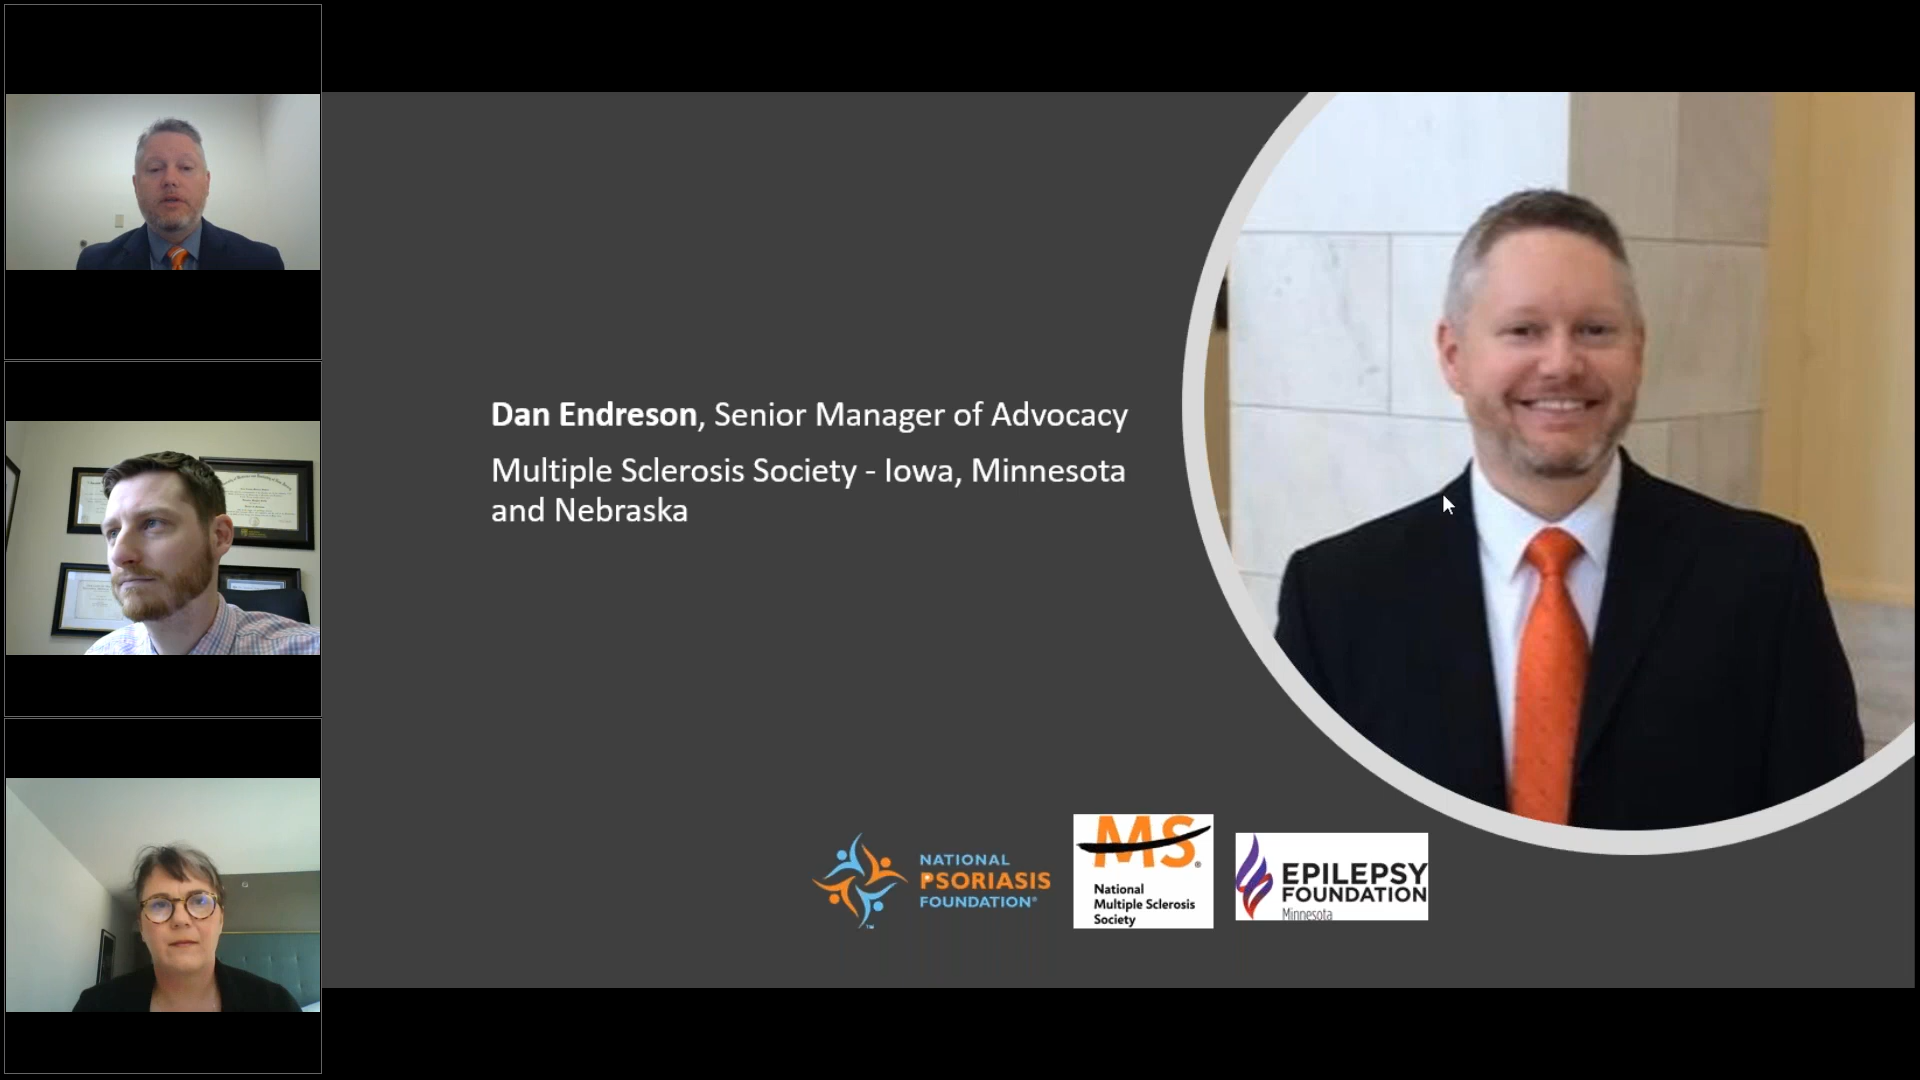 Dan Endreson, Senior Manager of Advocacy
Multiple Sclerosis Society - Iowa, Minnesota
and Nebraska
NATIONAL
PSORIASIS
FOUNDATION®
™
MS®
National
Multiple Sclerosis
Society
EPILEPSY
FOUNDATION
Minnesota